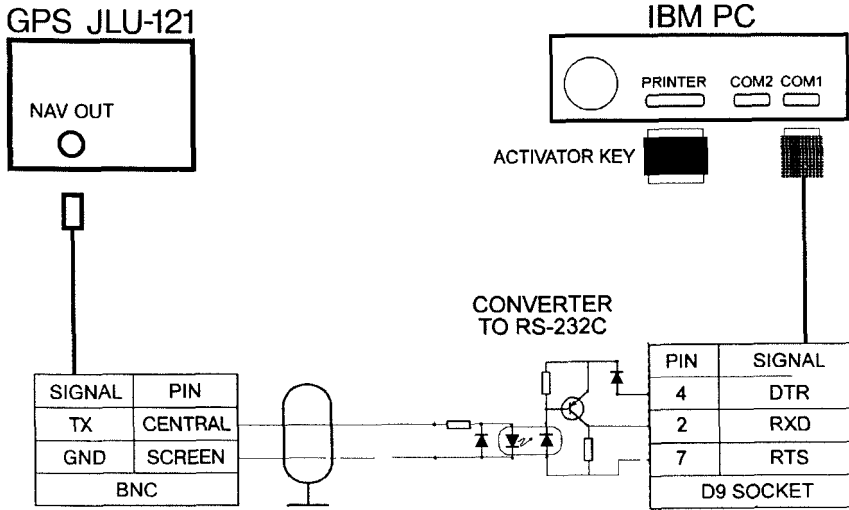 GPS JLU-121
NAV OUT
IBM PC
PRINTER COM2 COM1
ACTIVATOR KEY
CONVERTER
TO RS-232C
SIGNAL PIN
TX CENTRAL
GND SCREEN
BNC
PIN SIGNAL
4 DTR
2 RXD
7 RTS
D9 SOCKET